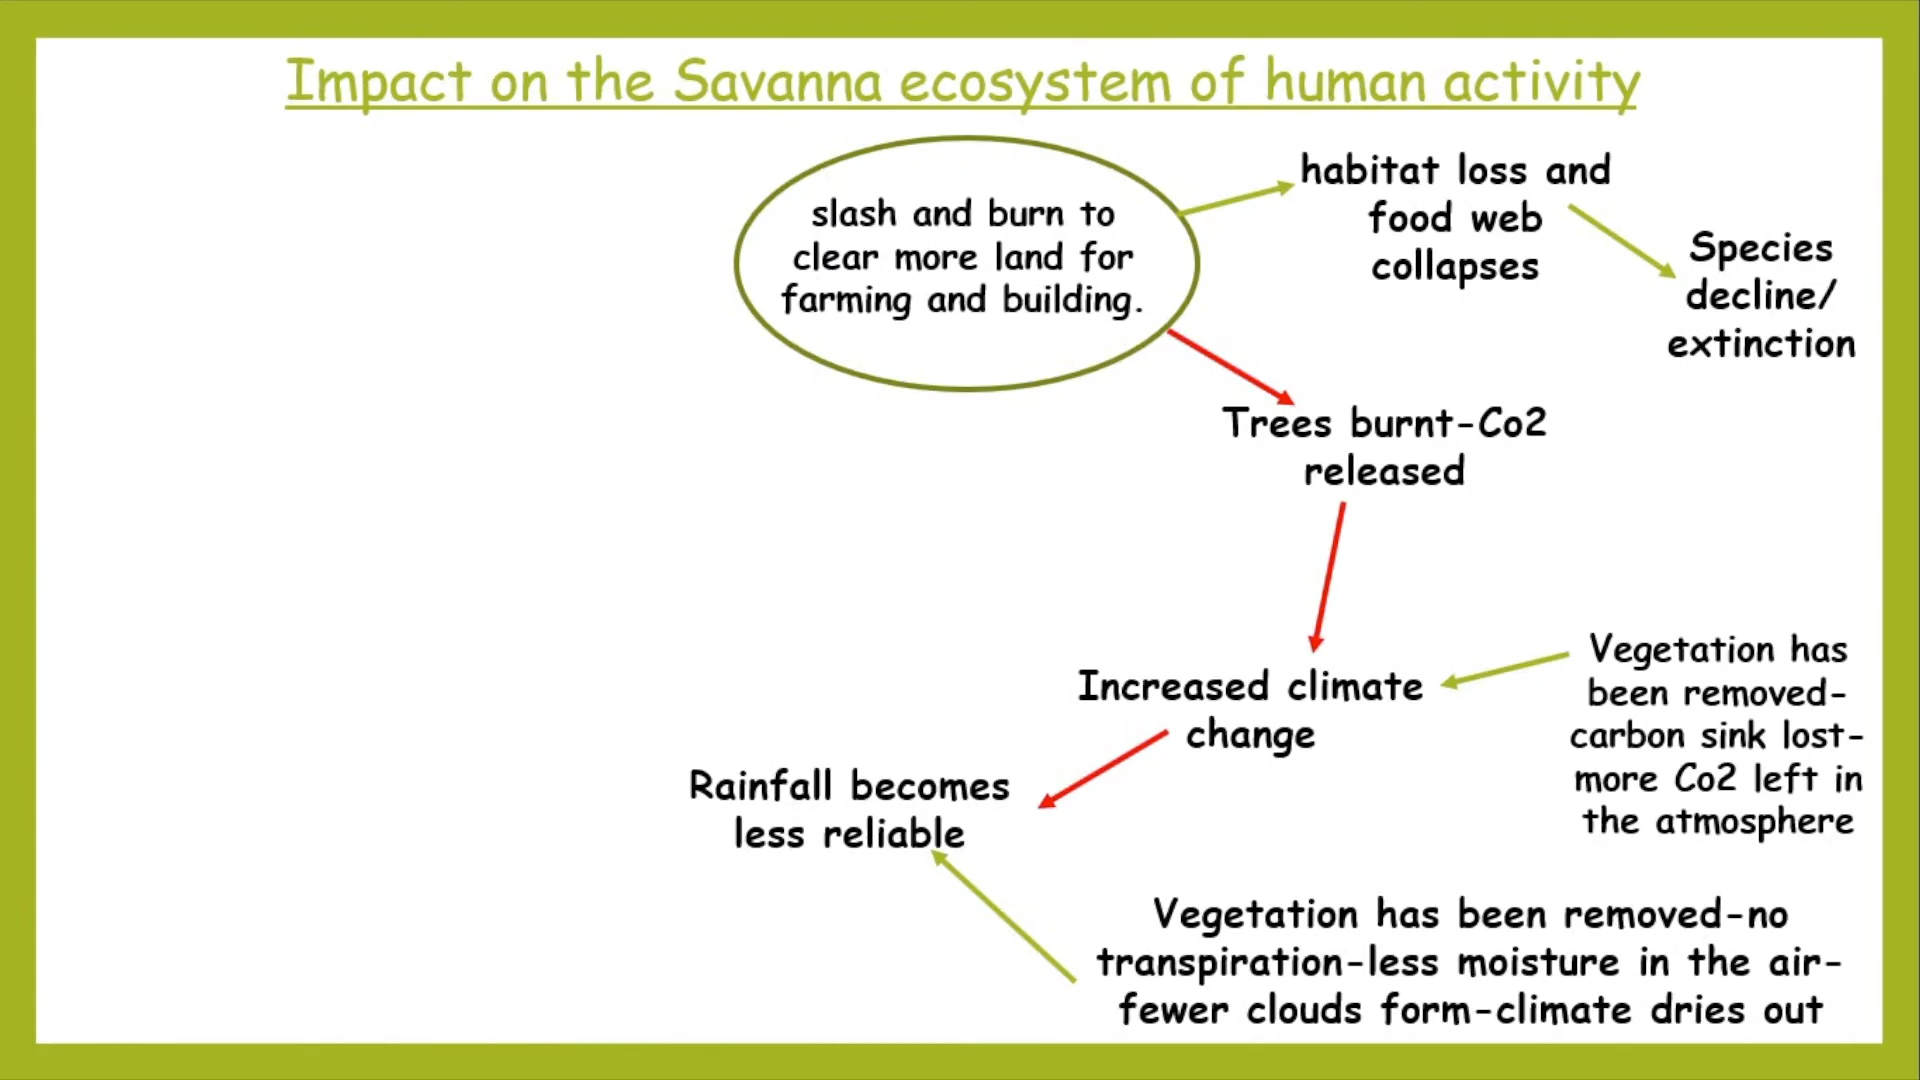 Impact on the Savanna ecosystem of human activity
slash and burn to
clear more land for
farming and building.
habitat loss and
food web
collapses
Species
decline/
extinction
Trees burnt-Co2
released
Increased climate
change
Vegetation has
been removed-
carbon sink lost-
more Co2 left in
the atmosphere
Rainfall becomes
less reliable
Vegetation has been removed-no
transpiration-less moisture in the air-
fewer clouds form-climate dries out